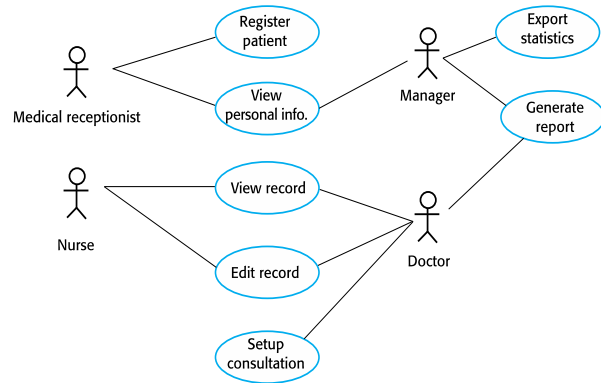 Register
patient
Export
statistics
View
personal info.
Manager
Generate
report
Medical receptionist
View record
Nurse
Edit record
Doctor
Setup
consultation